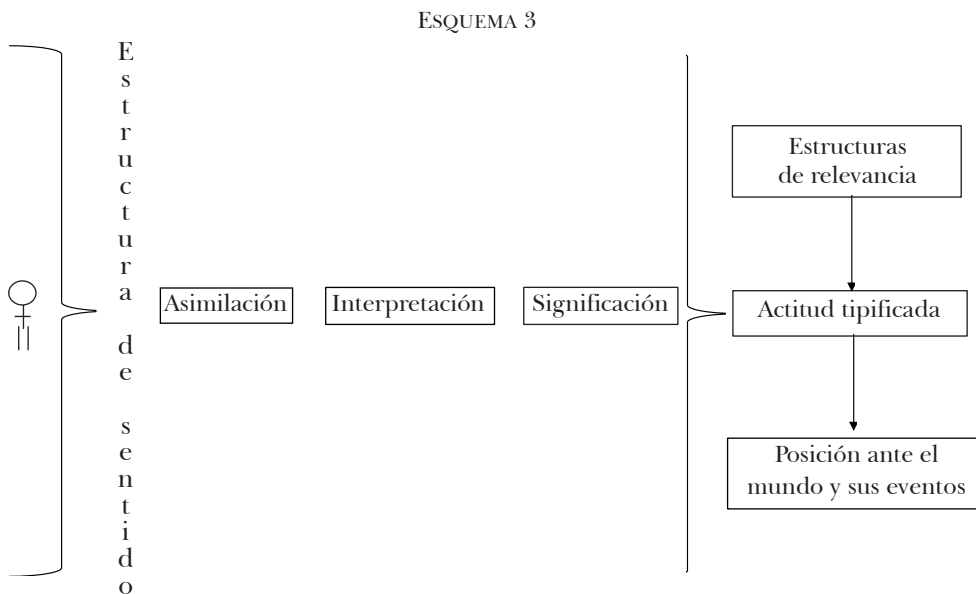 ESQUEMA 3
Estructura de sentido
Asimilación
Interpretación
Significación
Estructuras
de relevancia
Actitud tipificada
Posición ante el
mundo y sus eventos